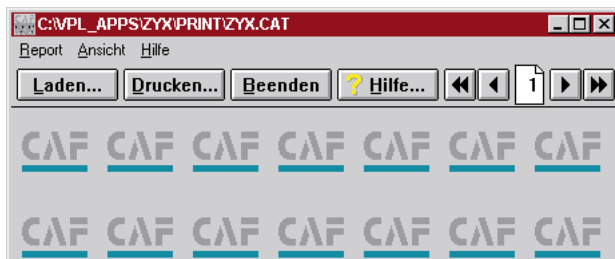 C:\VPL_APPS\ZYX\PRINT\ZYX.CAT
Report Ansicht Hilfe
Laden... Drucken... Beenden ? Hilfe... 1
CAF CAF CAF CAF CAF CAF CAF
CAF CAF CAF CAF CAF CAF CAF